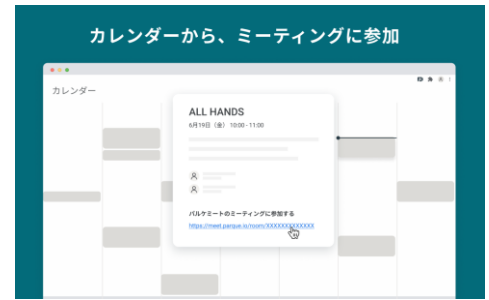 カレンダーから、ミーティングに参加
カレンダー
ALL HANDS
6月19日（金） 10:00 - 11:00
パルケミートのミーティングに参加する
https://meet.parque.io/room/XXXXXXXXXXXXX